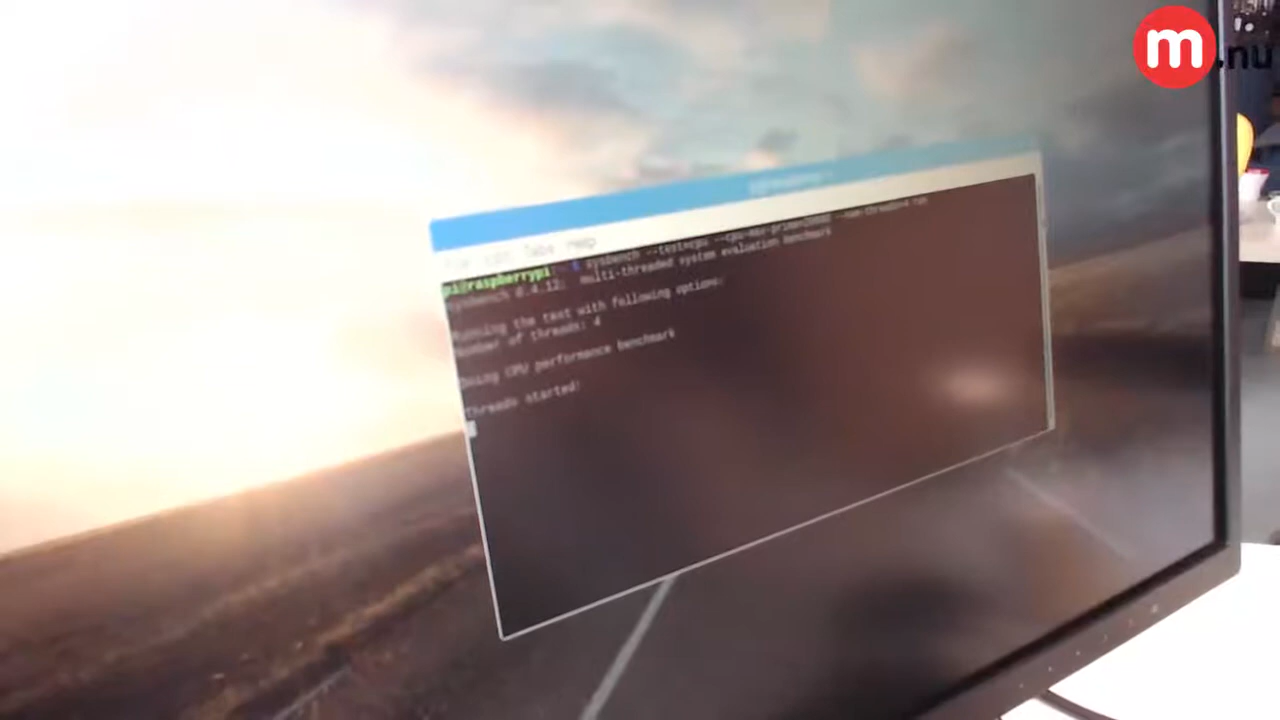 m.nu
Tabs Help
pi@raspberrypi:~ $ sysbench --test=cpu --cpu-max-prime=20000 --num-threads=4 run
sysbench 0.4.12: multi-threaded system evaluation benchmark
Running the test with following options:
Number of threads: 4
Doing CPU performance benchmark
Threads started!